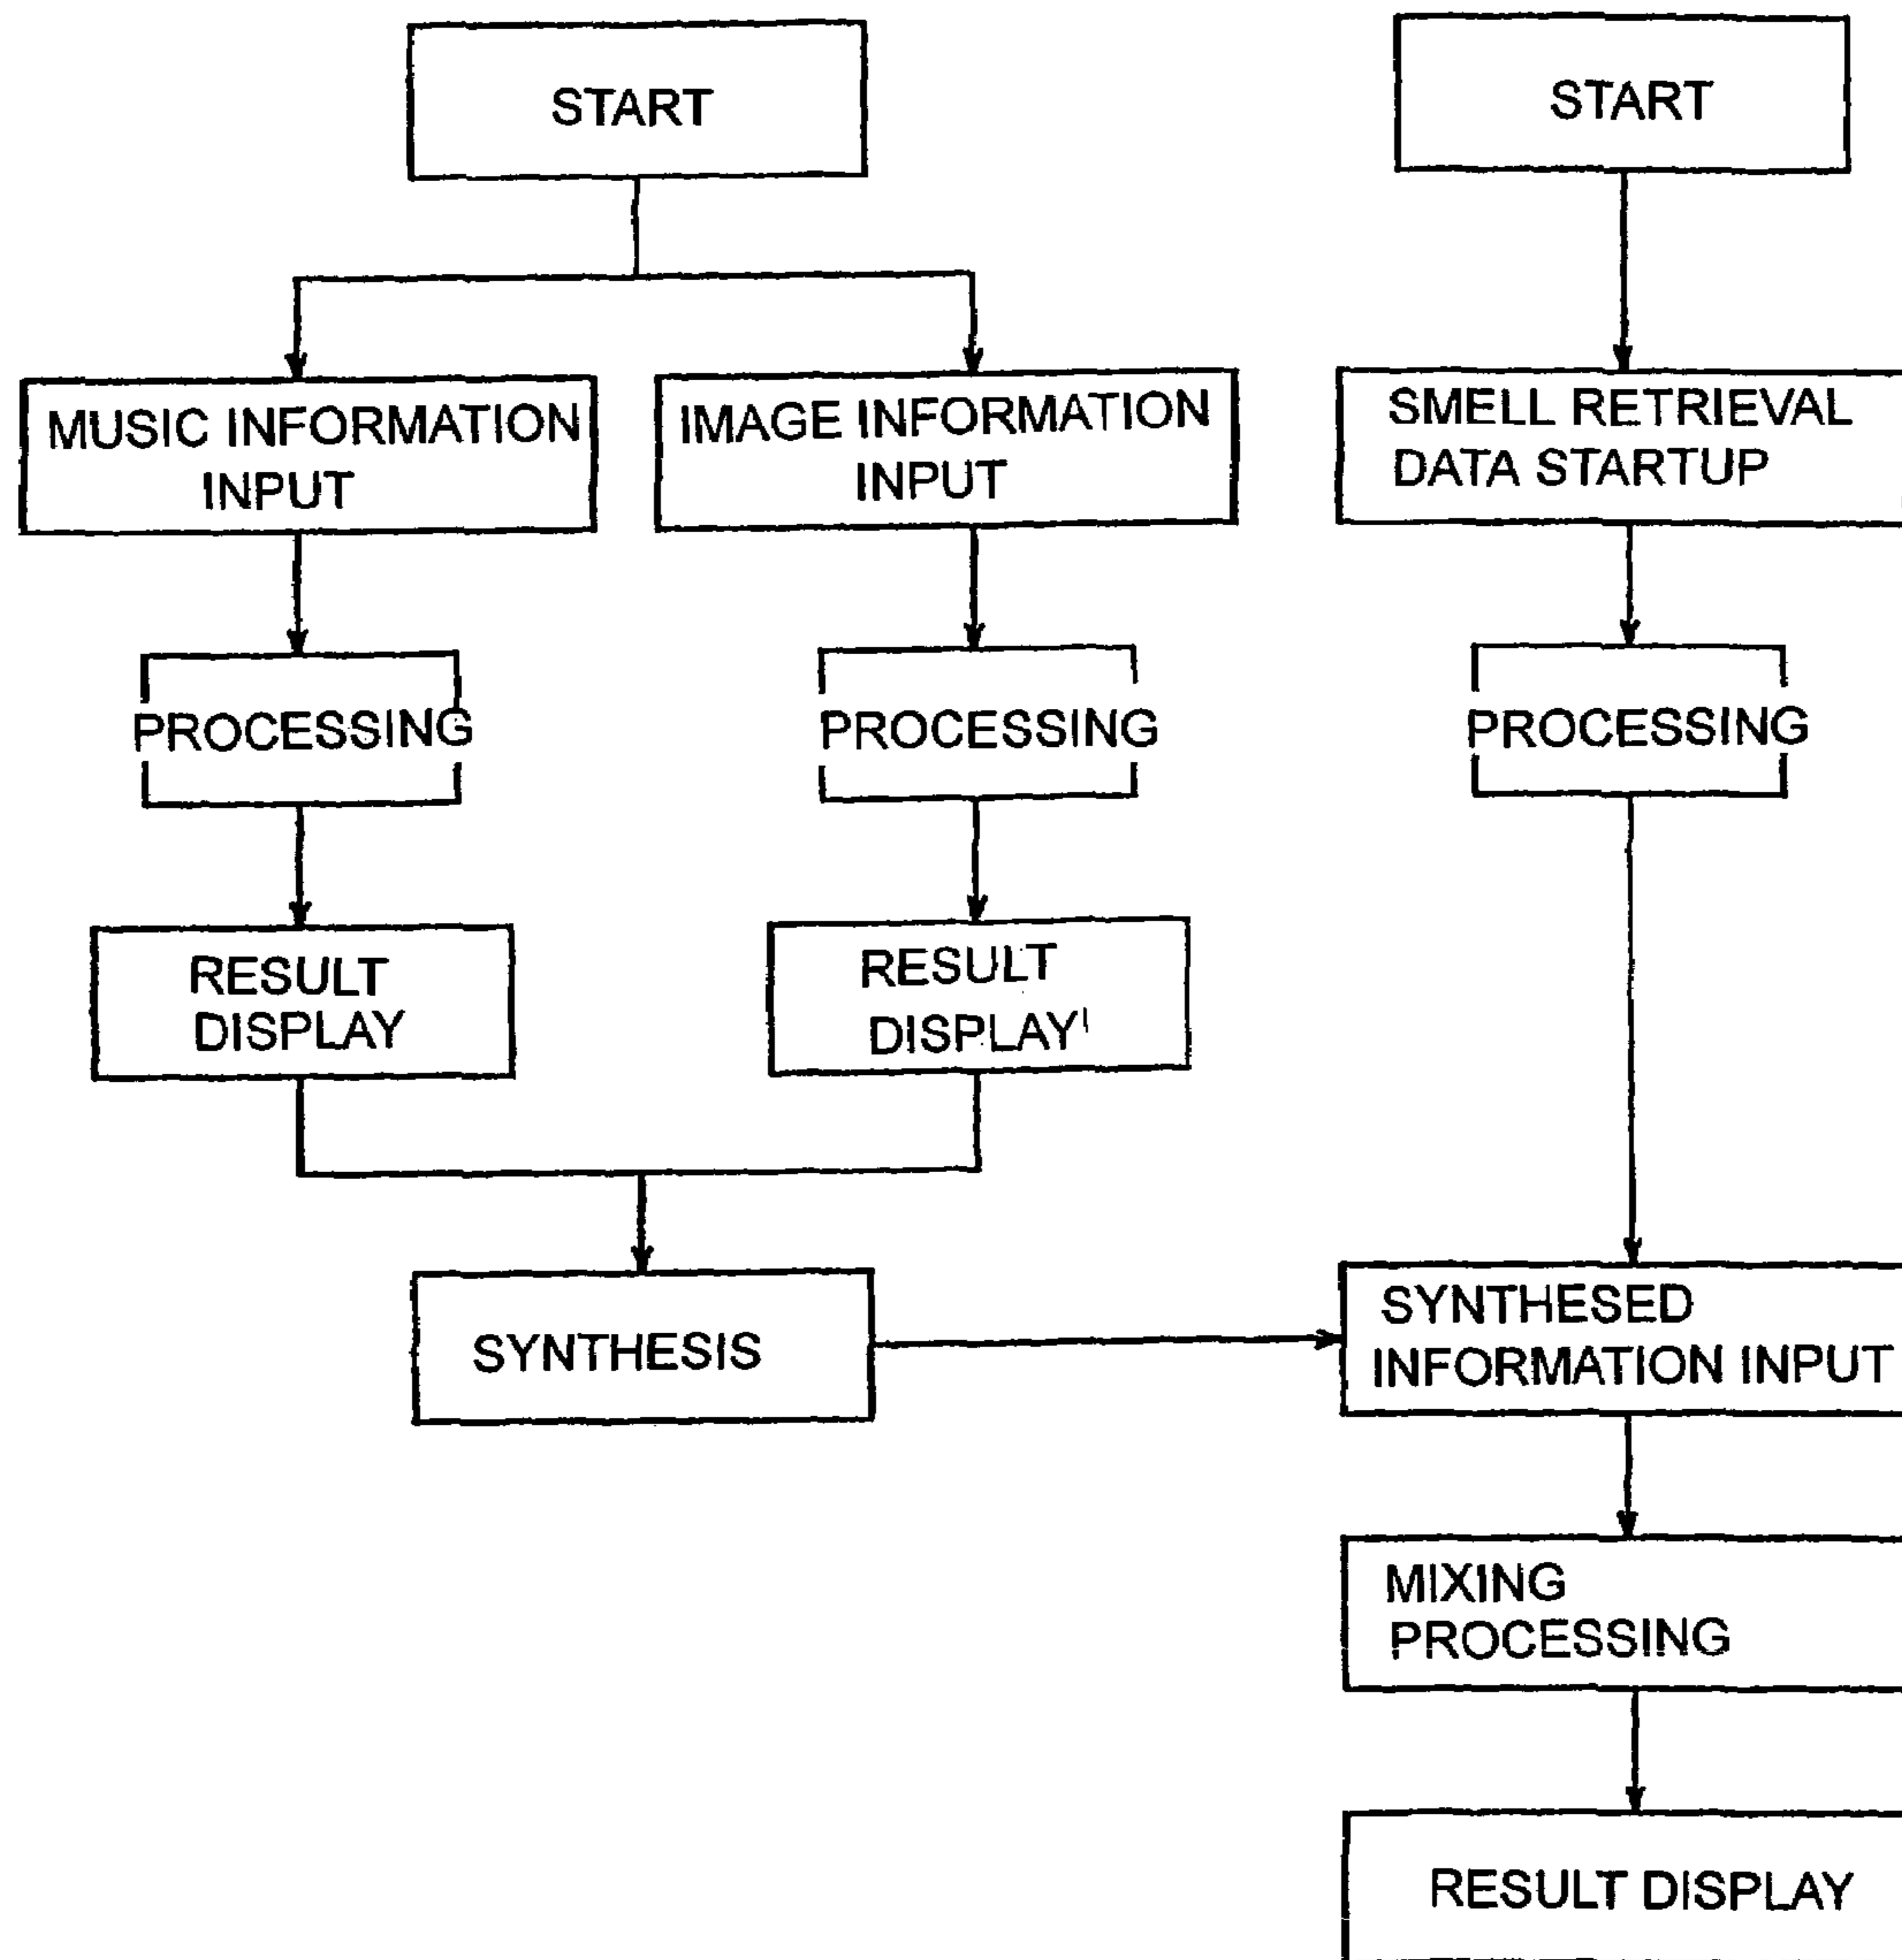 START
START
MUSIC INFORMATION
INPUT
IMAGE INFORMATION
INPUT
SMELL RETRIEVAL
DATA STARTUP
PROCESSING
PROCESSING
PROCESSING
RESULT
DISPLAY
RESULT
DISPLAY
SYNTHESIS
SYNTHESED
INFORMATION INPUT
MIXING
PROCESSING
RESULT DISPLAY